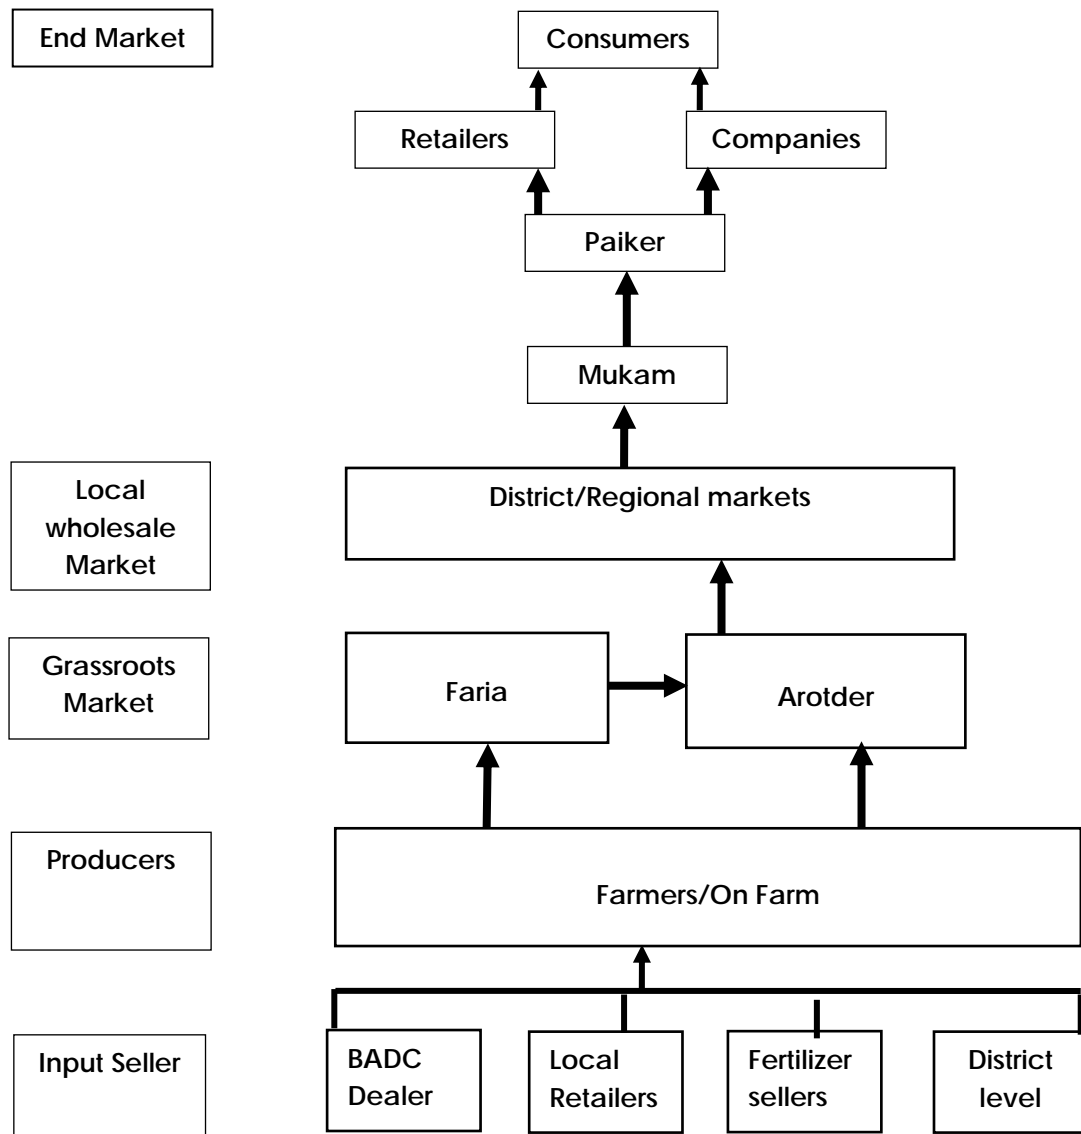 End Market
Consumers
Retailers
Companies
Paiker
Mukam
Local
wholesale
Market
District/Regional markets
Grassroots
Market
Faria
Arotder
Producers
Farmers/On Farm
Input Seller
BADC
Dealer
Local
Retailers
Fertilizer
sellers
District
level